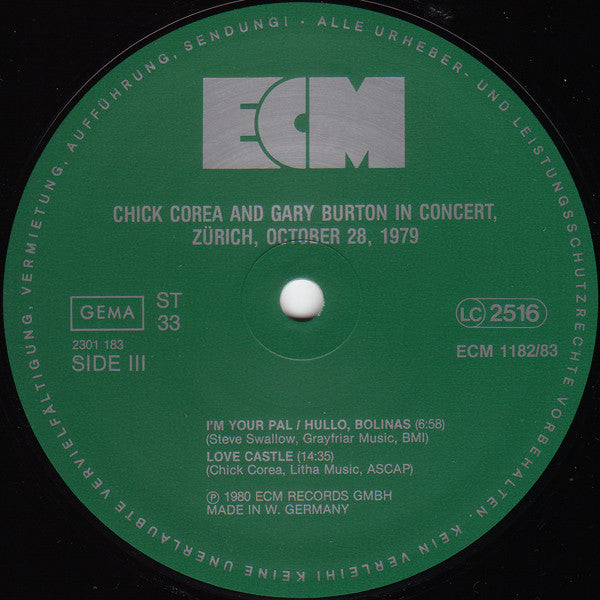 ALLE URHEBER- UND LEISTUNGSSCHUTZRECHTE VORBEHALTEN. KEIN VERLEIH! KEINE UNERLAUBTE VERVIELFÄLTIGUNG, VERMIETUNG, AUFFÜHRUNG, SENDUNG! ·
ECM
CHICK COREA AND GARY BURTON IN CONCERT,
ZÜRICH, OCTOBER 28, 1979
GEMA
ST
33
LC 2516
2301 183
SIDE III
ECM 1182/83
I'M YOUR PAL / HULLO, BOLINAS (6:58)
(Steve Swallow, Grayfriar Music, BMI)
LOVE CASTLE (14:35)
(Chick Corea, Litha Music, ASCAP)
Ⓟ 1980 ECM RECORDS GMBH
MADE IN W. GERMANY